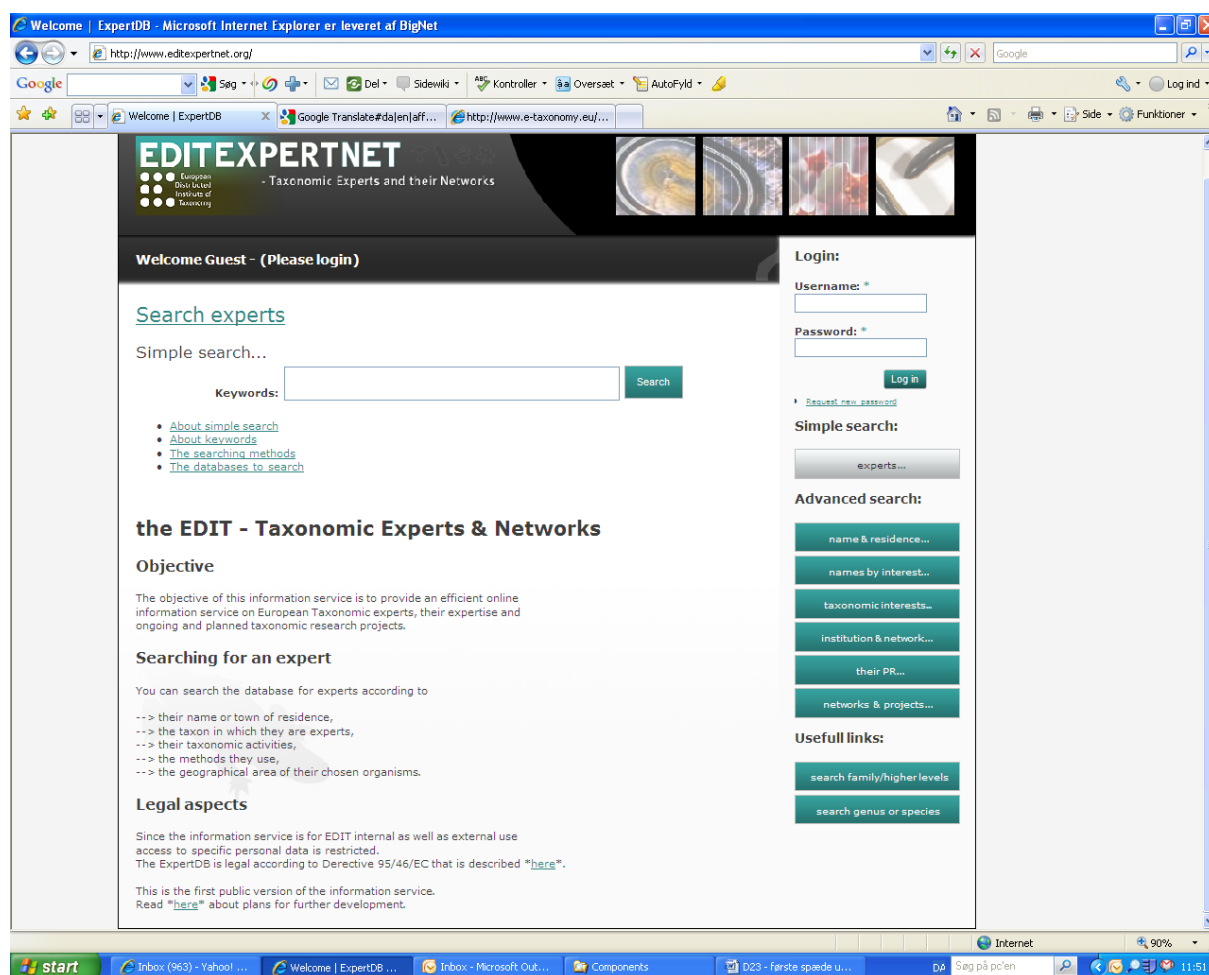 Welcome | ExpertDB - Microsoft Internet Explorer er leveret af BigNet
http://www.editexpertnet.org/
Google
Google Søg Del Sidewiki Kontroller Oversæt AutoFyld Log ind
Welcome | ExpertDB Google Translate#da|en|aff... http://www.e-taxonomy.eu/... Side Funktioner
EDITEXPERTNET
European
Distributed
Institute of
Taxonomy
- Taxonomic Experts and their Networks
Welcome Guest - (Please login)
Search experts
Simple search...
Keywords:
Search
About simple search
About keywords
The searching methods
The databases to search
the EDIT - Taxonomic Experts & Networks
Objective
The objective of this information service is to provide an efficient online
information service on European Taxonomic experts, their expertise and
ongoing and planned taxonomic research projects.
Searching for an expert
You can search the database for experts according to
--> their name or town of residence,
--> the taxon in which they are experts,
--> their taxonomic activities,
--> the methods they use,
--> the geographical area of their chosen organisms.
Legal aspects
Since the information service is for EDIT internal as well as external use
access to specific personal data is restricted.
The ExpertDB is legal according to Derective 95/46/EC that is described *here*.
This is the first public version of the information service.
Read *here* about plans for further development.
Login:
Username: *
Password: *
Log in
Request new password
Simple search:
experts...
Advanced search:
name & residence...
names by interest...
taxonomic interests...
institution & network...
their PR...
networks & projects...
Usefull links:
search family/higher levels
search genus or species
Internet 90%
start Inbox (963) - Yahoo! ... Welcome | ExpertDB ... Inbox - Microsoft Out... Components D23 - første spæde u... DA Søg på pc'en 11:51